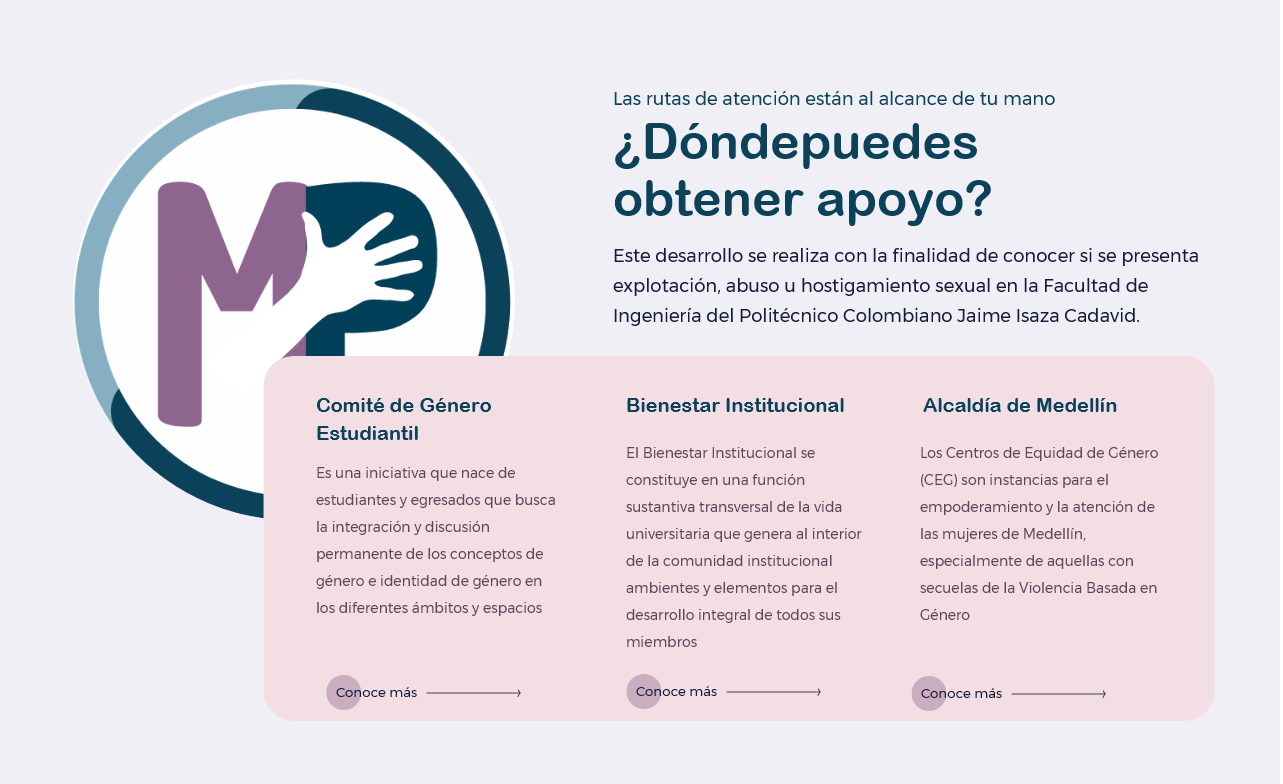 MP
Las rutas de atención están al alcance de tu mano
¿Dóndepuedes
obtener apoyo?
Este desarrollo se realiza con la finalidad de conocer si se presenta
explotación, abuso u hostigamiento sexual en la Facultad de
Ingeniería del Politécnico Colombiano Jaime Isaza Cadavid.
Comité de Género
Estudiantil
Es una iniciativa que nace de
estudiantes y egresados que busca
la integración y discusión
permanente de los conceptos de
género e identidad de género en
los diferentes ámbitos y espacios
Conoce más
Bienestar Institucional
El Bienestar Institucional se
constituye en una función
sustantiva transversal de la vida
universitaria que genera al interior
de la comunidad institucional
ambientes y elementos para el
desarrollo integral de todos sus
miembros
Conoce más
Alcaldía de Medellín
Los Centros de Equidad de Género
(CEG) son instancias para el
empoderamiento y la atención de
las mujeres de Medellín,
especialmente de aquellas con
secuelas de la Violencia Basada en
Género
Conoce más